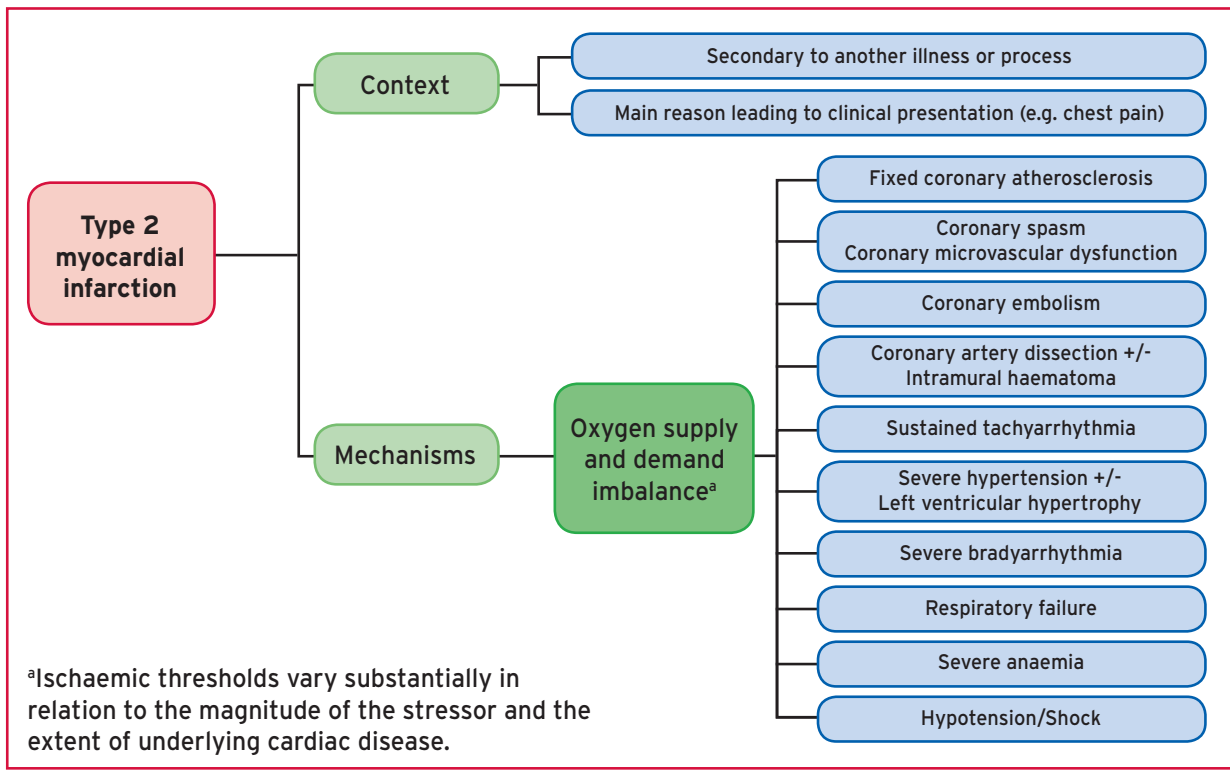 Context
Secondary to another illness or process
Main reason leading to clinical presentation (e.g. chest pain)
Type 2
myocardial
infarction
Mechanisms
Oxygen supply
and demand
imbalanceᵃ
Fixed coronary atherosclerosis
Coronary spasm
Coronary microvascular dysfunction
Coronary embolism
Coronary artery dissection +/-
Intramural haematoma
Sustained tachyarrhythmia
Severe hypertension +/-
Left ventricular hypertrophy
Severe bradyarrhythmia
Respiratory failure
Severe anaemia
Hypotension/Shock
ᵃIschaemic thresholds vary substantially in
relation to the magnitude of the stressor and the
extent of underlying cardiac disease.